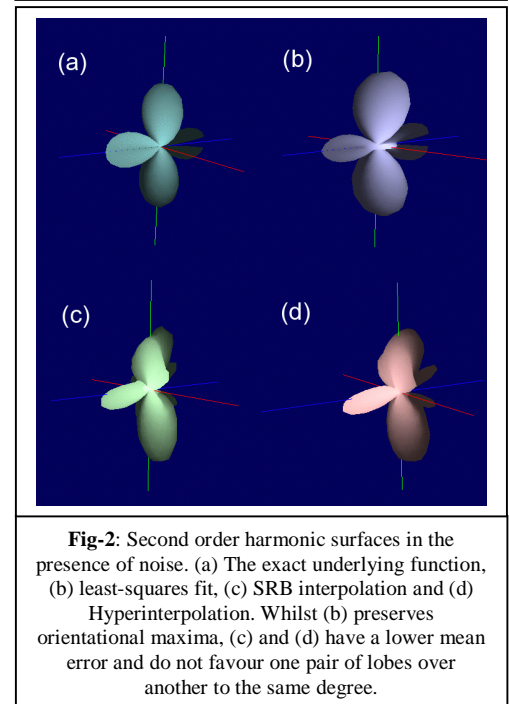 (a)
(b)
(c)
(d)
Fig-2: Second order harmonic surfaces in the
presence of noise. (a) The exact underlying function,
(b) least-squares fit, (c) SRB interpolation and (d)
Hyperinterpolation. Whilst (b) preserves
orientational maxima, (c) and (d) have a lower mean
error and do not favour one pair of lobes over
another to the same degree.